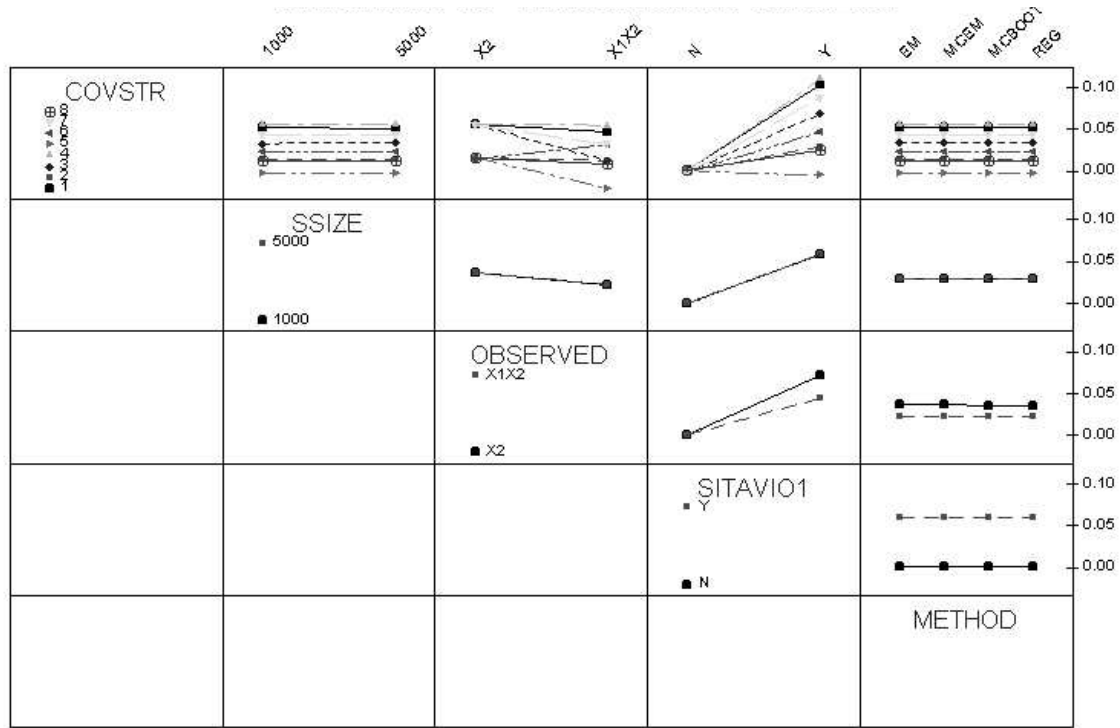 1000
5000
X2
X1X2
N
Y
EM
MCEM
MCBOOT
REG
COVSTR
8
7
6
5
4
3
2
1
0.10
0.05
0.00
SSIZE
5000
1000
0.10
0.05
0.00
OBSERVED
X1X2
X2
0.10
0.05
0.00
SITAVIO1
Y
N
0.10
0.05
0.00
METHOD